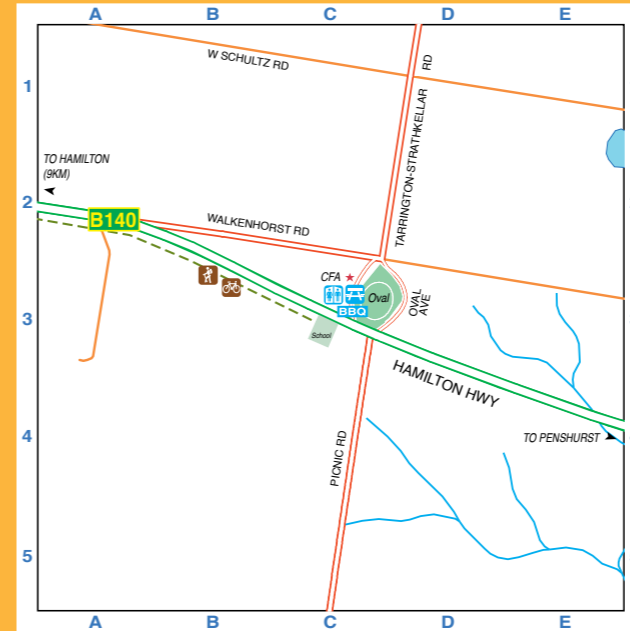 A B C D E
1
W SCHULTZ RD
RD
TARRINGTON-STRATHKELLAR
TO HAMILTON
(9KM)
2
B140
WALKENHORST RD
CFA
Oval
OVAL
AVE
BBQ
3
School
HAMILTON HWY
4
TO PENSHURST
PICNIC RD
5
A B C D E